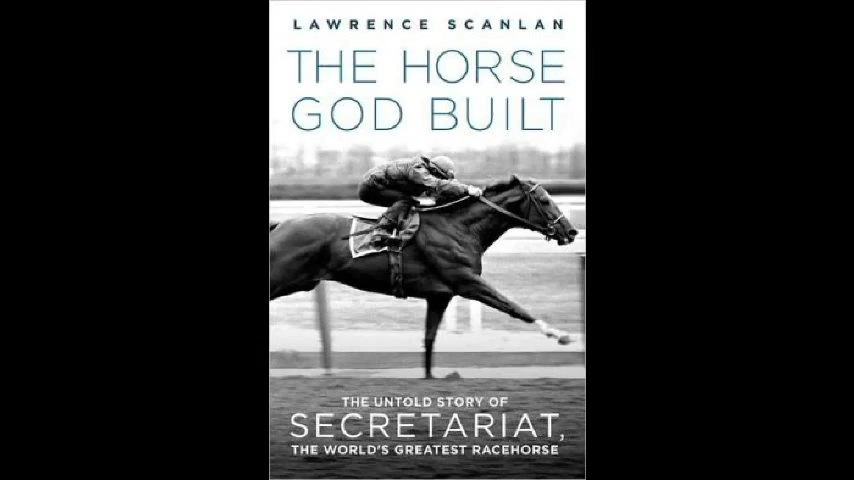 LAWRENCE SCANLAN
THE HORSE
GOD BUILT
THE UNTOLD STORY OF
SECRETARIAT,
THE WORLD'S GREATEST RACEHORSE